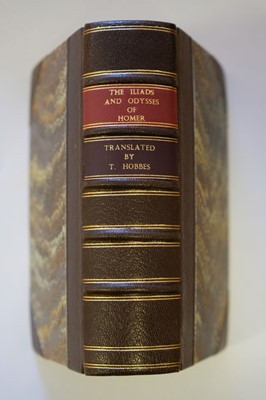 THE ILIADS
AND ODYSSES
OF
HOMER
TRANSLATED
BY
T. HOBBES